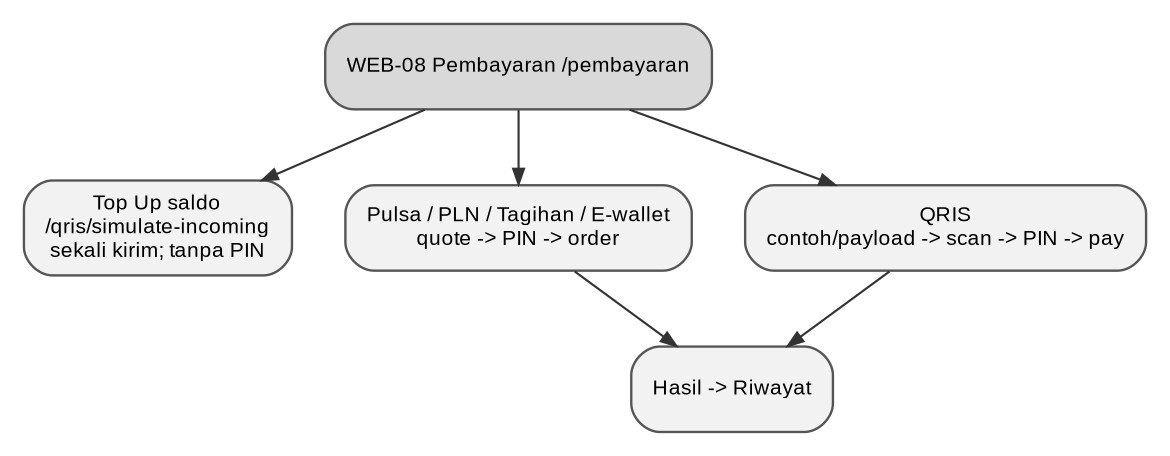 WEB-08 Pembayaran /pembayaran
Top Up saldo
/qris/simulate-incoming
sekali kirim; tanpa PIN
Pulsa / PLN / Tagihan / E-wallet
quote -> PIN -> order
QRIS
contoh/payload -> scan -> PIN -> pay
Hasil -> Riwayat